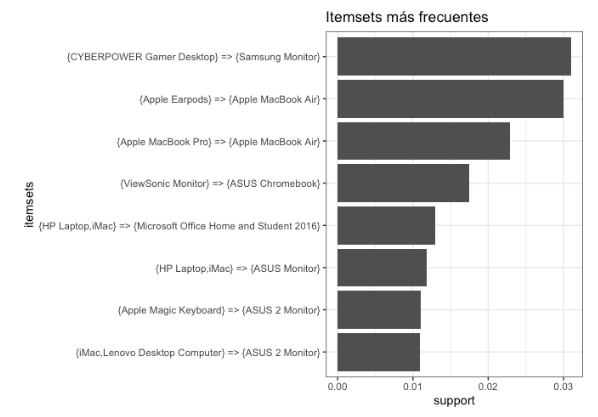 Itemsets más frecuentes
{CYBERPOWER Gamer Desktop} => {Samsung Monitor}
{Apple Earpods} => {Apple MacBook Air}
{Apple MacBook Pro} => {Apple MacBook Air}
{ViewSonic Monitor} => {ASUS Chromebook}
itemsets
{HP Laptop,iMac} => {Microsoft Office Home and Student 2016}
{HP Laptop,iMac} => {ASUS Monitor}
{Apple Magic Keyboard} => {ASUS 2 Monitor}
{iMac,Lenovo Desktop Computer} => {ASUS 2 Monitor}
0.00 0.01 0.02 0.03
support